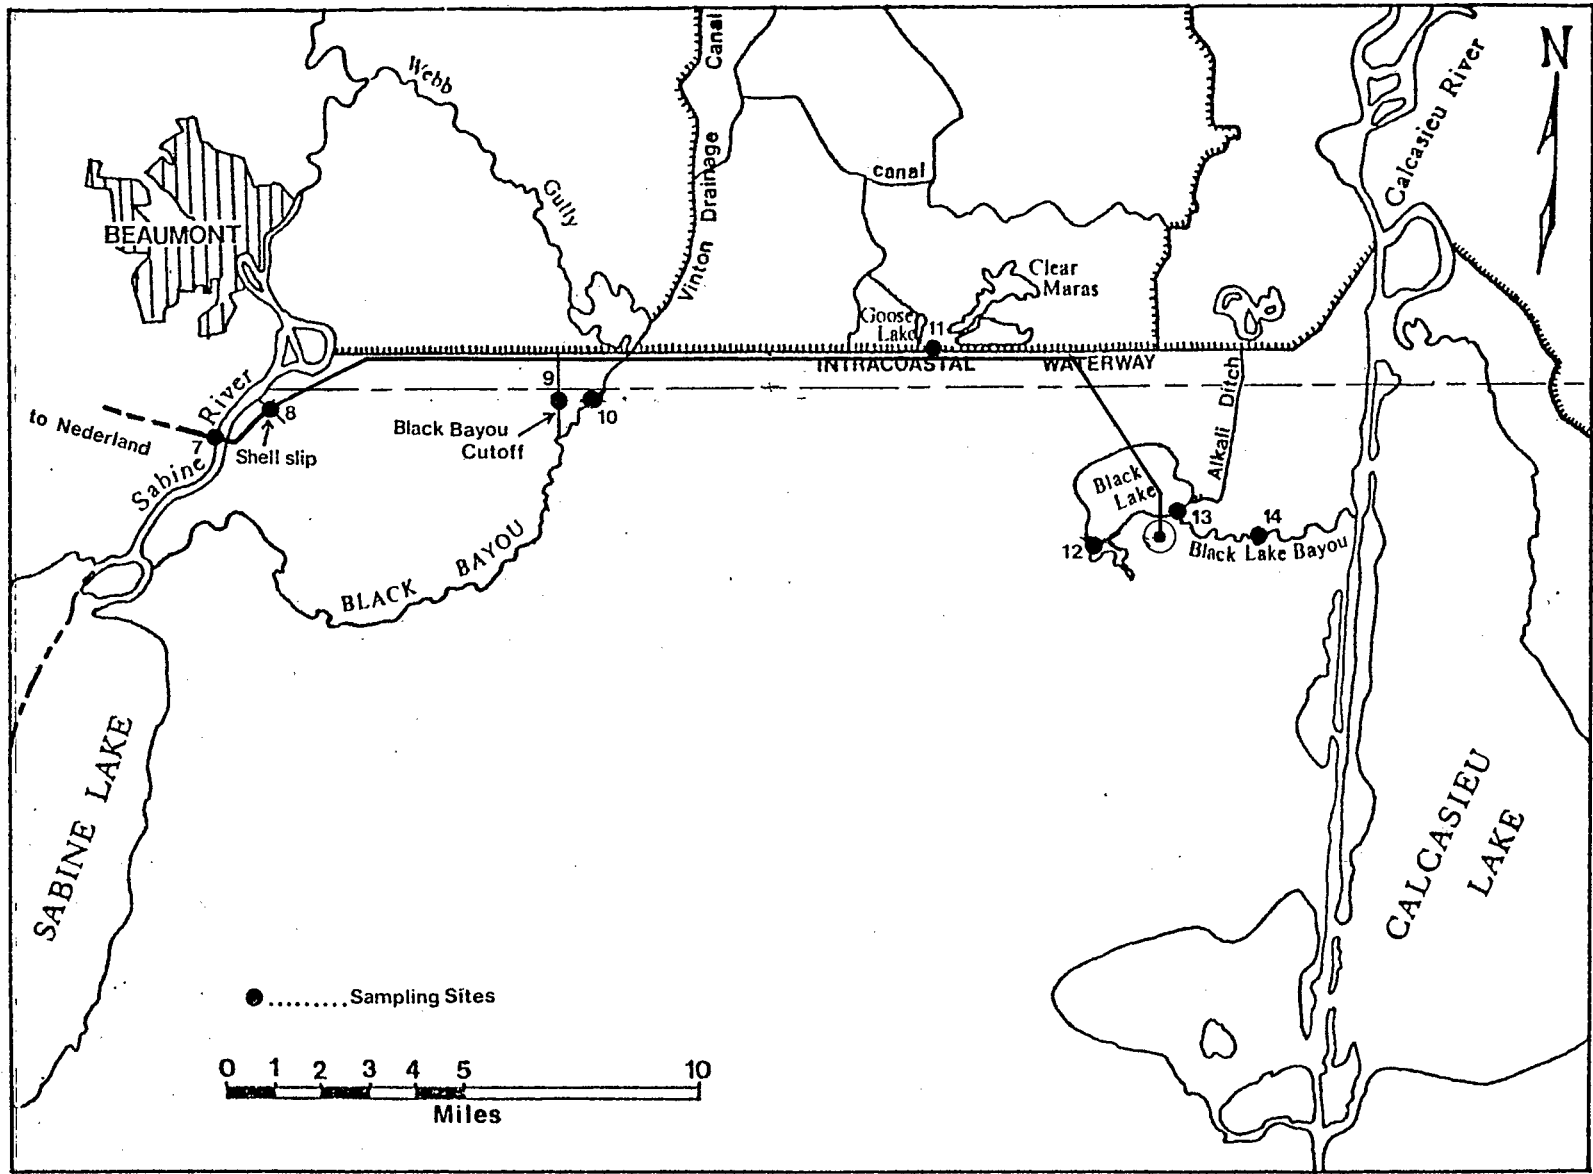 N
Webb
Gully
Canal
Vinton Drainage
canal
Calcasieu River
BEAUMONT
Clear
Maras
Goose
Lake
11
INTRACOASTAL WATERWAY
9
10
8
7
to Nederland
River
Sabine
Shell slip
Black Bayou
Cutoff
Alkali Ditch
Black
Lake
13
14
12
Black Lake Bayou
BLACK BAYOU
SABINE LAKE
CALCASIEU
LAKE
........Sampling Sites
0 1 2 3 4 5 10
Miles